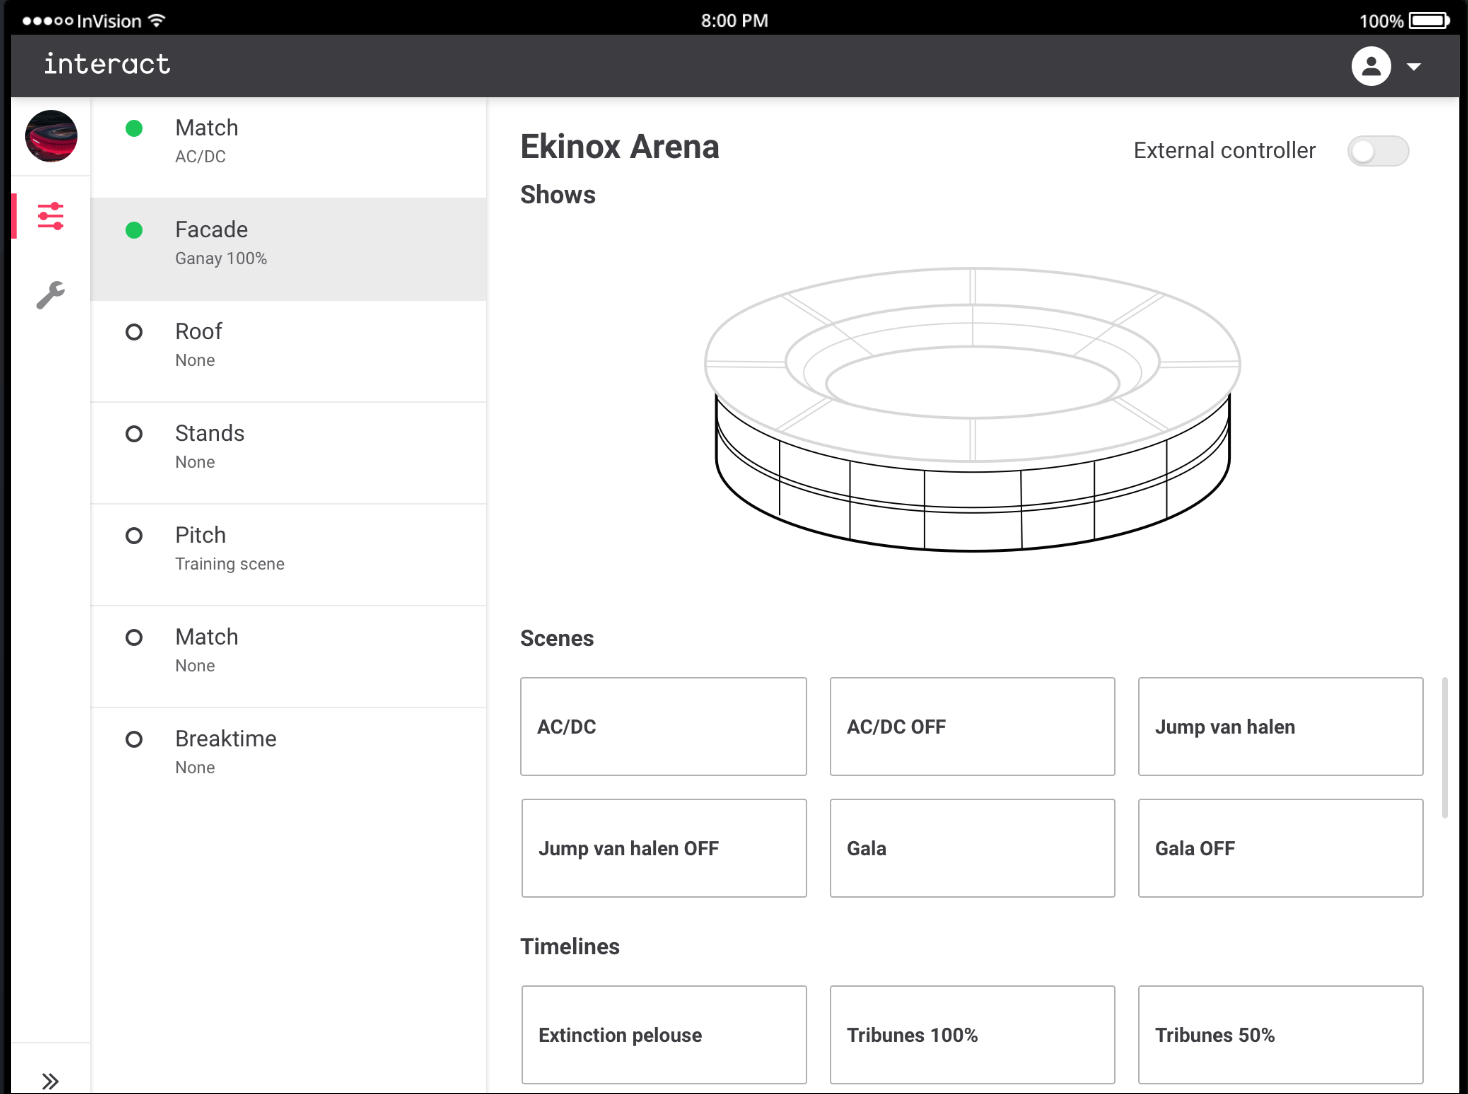 InVision
8:00 PM
100%
interact
Match
AC/DC
Facade
Ganay 100%
Roof
None
Stands
None
Pitch
Training scene
Match
None
Breaktime
None
Ekinox Arena
External controller
Shows
Scenes
AC/DC
AC/DC OFF
Jump van halen
Jump van halen OFF
Gala
Gala OFF
Timelines
Extinction pelouse
Tribunes 100%
Tribunes 50%